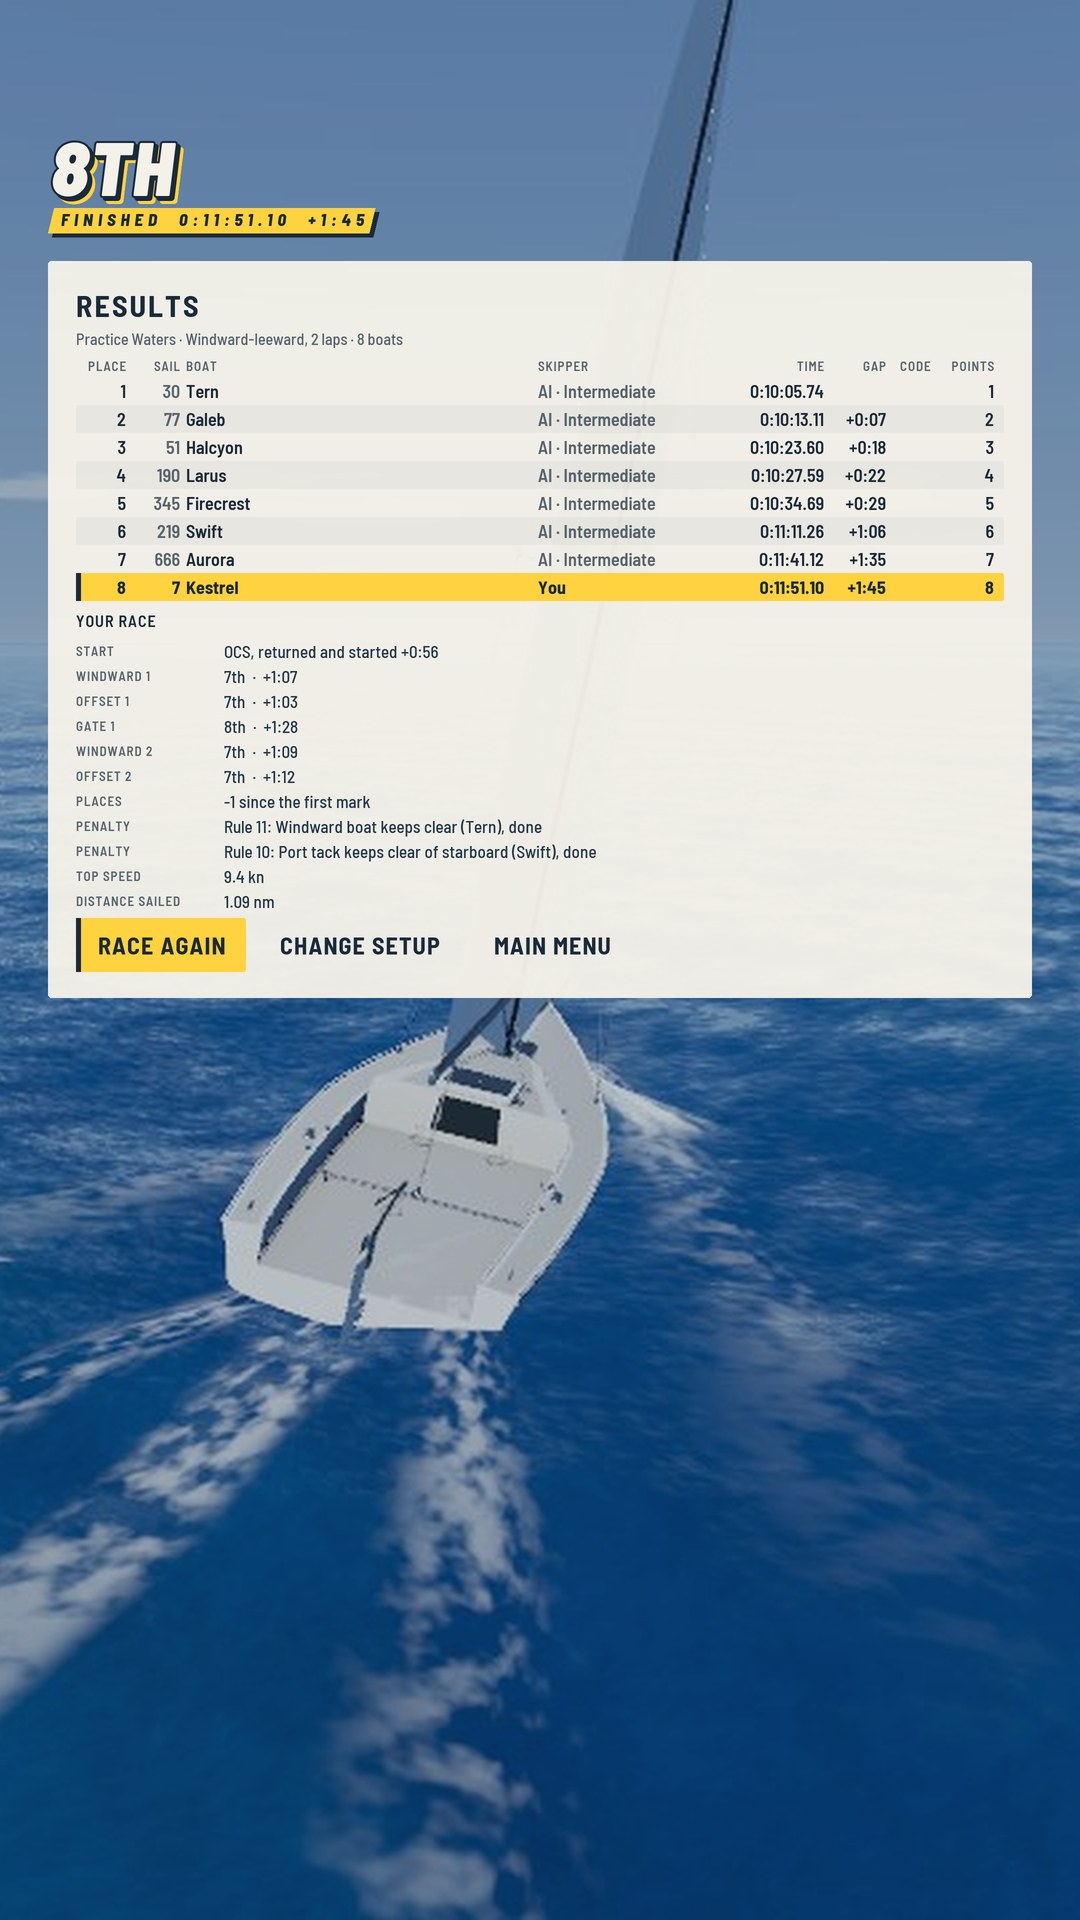 8TH
FINISHED 0:11:51.10 +1:45
RESULTS
Practice Waters · Windward-leeward, 2 laps · 8 boats
PLACE SAIL BOAT SKIPPER TIME GAP CODE POINTS
1 30 Tern AI · Intermediate 0:10:05.74 1
2 77 Galeb AI · Intermediate 0:10:13.11 +0:07 2
3 51 Halcyon AI · Intermediate 0:10:23.60 +0:18 3
4 190 Larus AI · Intermediate 0:10:27.59 +0:22 4
5 345 Firecrest AI · Intermediate 0:10:34.69 +0:29 5
6 219 Swift AI · Intermediate 0:11:11.26 +1:06 6
7 666 Aurora AI · Intermediate 0:11:41.12 +1:35 7
8 7 Kestrel You 0:11:51.10 +1:45 8
YOUR RACE
START OCS, returned and started +0:56
WINDWARD 1 7th · +1:07
OFFSET 1 7th · +1:03
GATE 1 8th · +1:28
WINDWARD 2 7th · +1:09
OFFSET 2 7th · +1:12
PLACES -1 since the first mark
PENALTY Rule 11: Windward boat keeps clear (Tern), done
PENALTY Rule 10: Port tack keeps clear of starboard (Swift), done
TOP SPEED 9.4 kn
DISTANCE SAILED 1.09 nm
RACE AGAIN CHANGE SETUP MAIN MENU